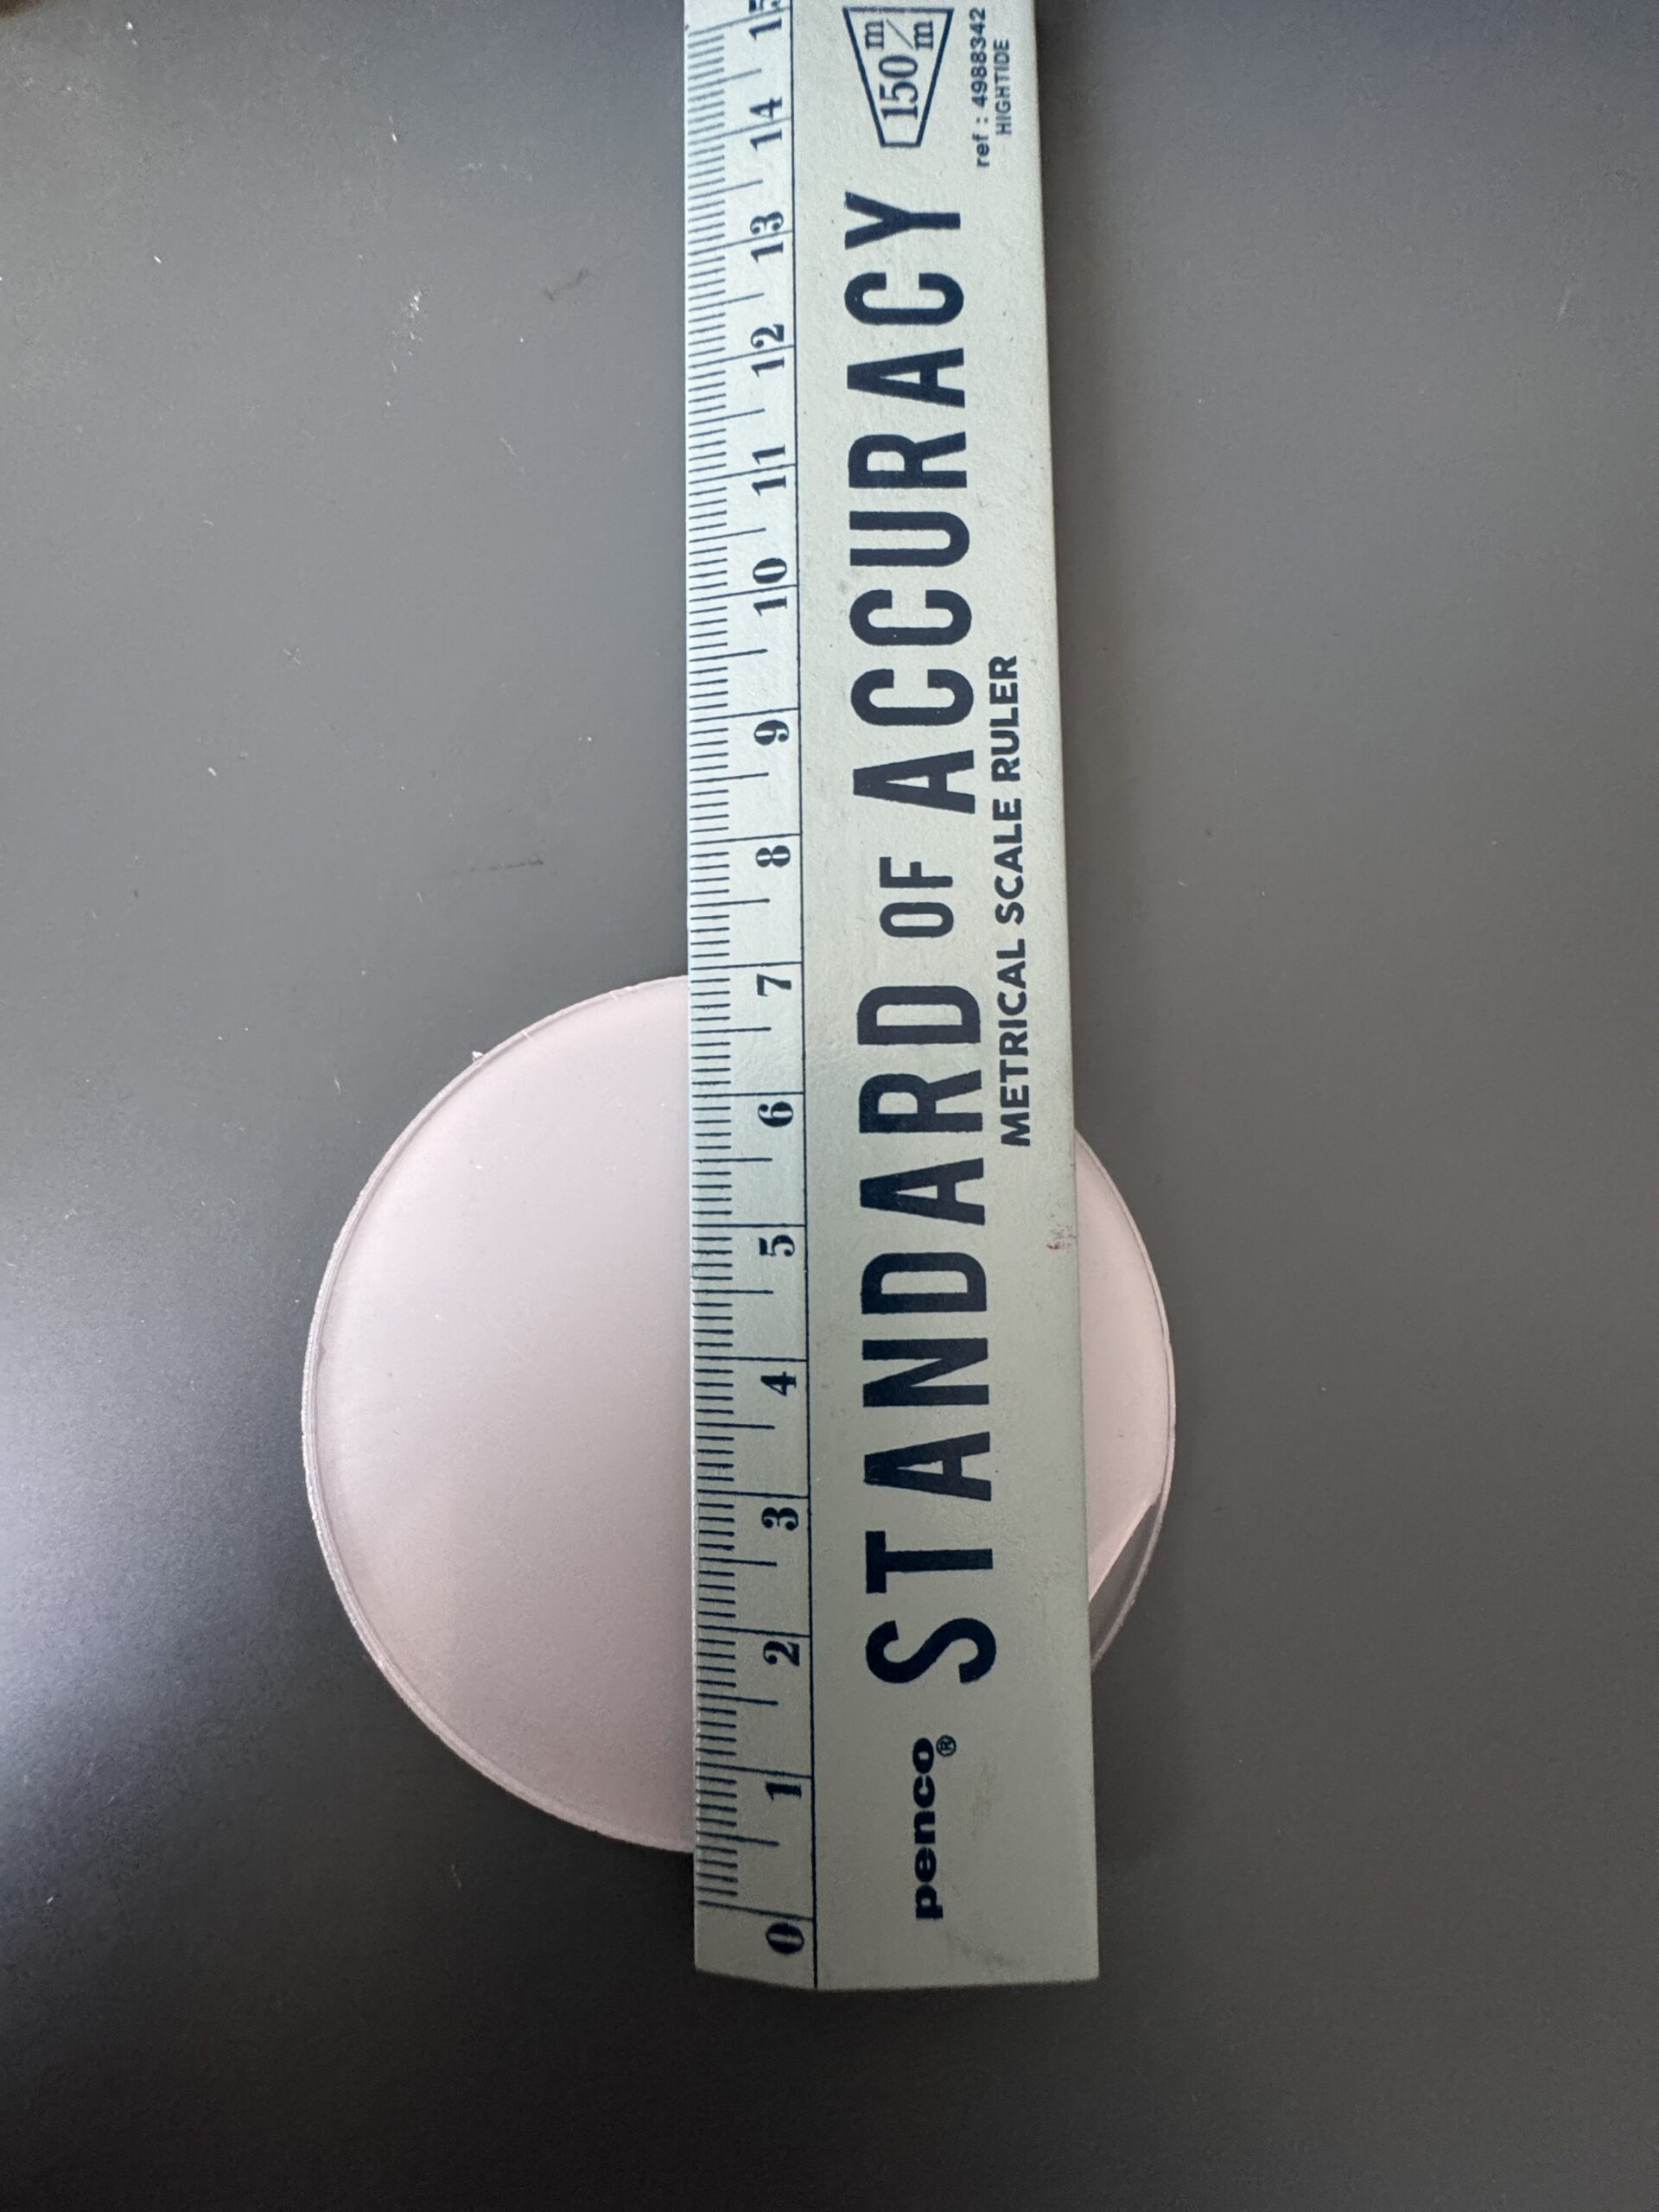 0 1 2 3 4 5 6 7 8 9 10 11 12 13 14 15
penco® STANDARD OF ACCURACY 150 m/m
METRICAL SCALE RULER
ref : 4988342
HIGHTIDE